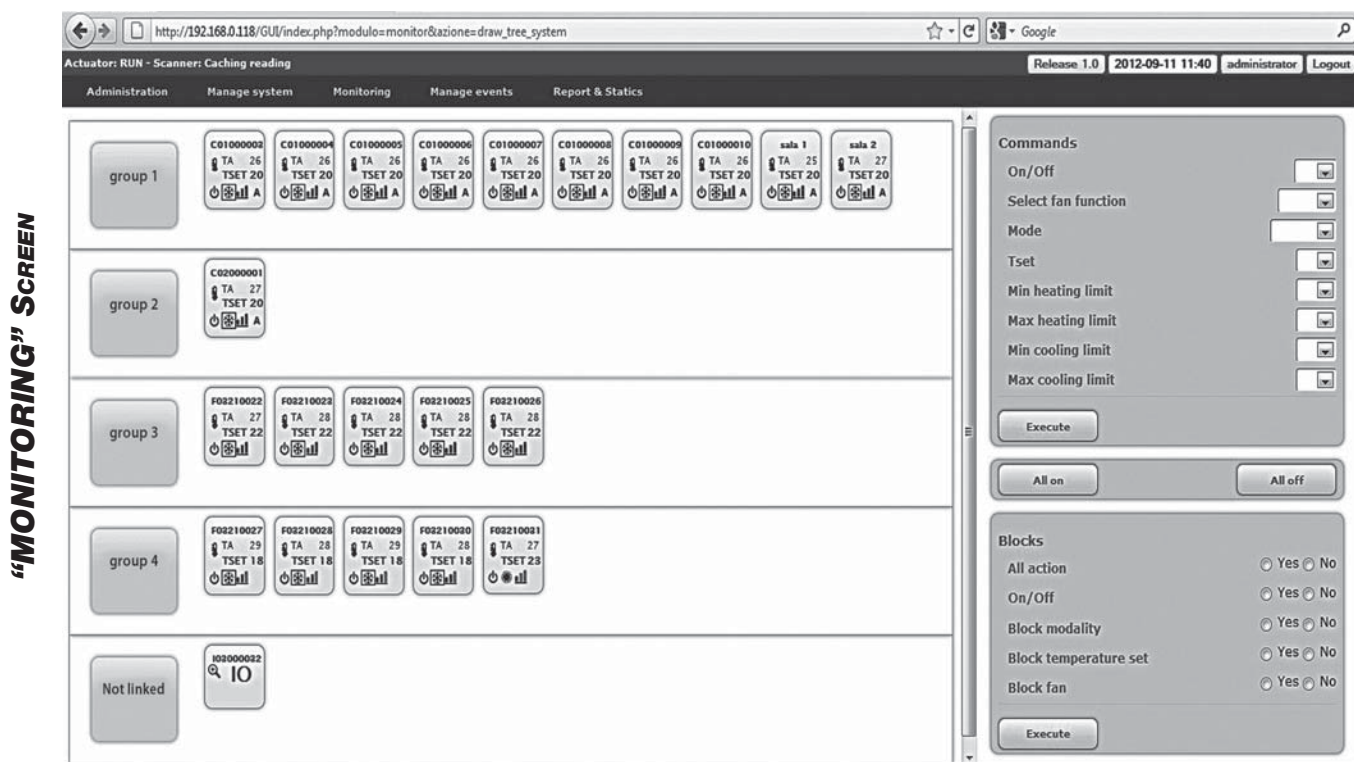 “MONITORING” SCREEN
http://192.168.0.118/GUI/index.php?modulo=monitor&azione=draw_tree_system
Google
Actuator: RUN - Scanner: Caching reading
Release 1.0 2012-09-11 11:40 administrator Logout
Administration Manage system Monitoring Manage events Report & Statics
group 1
C01000002 C01000004 C01000005 C01000006 C01000007 C01000008 C01000009 C01000010 sala 1 sala 2
TA 26 TA 26 TA 26 TA 26 TA 26 TA 26 TA 26 TA 26 TA 25 TA 27
TSET 20 TSET 20 TSET 20 TSET 20 TSET 20 TSET 20 TSET 20 TSET 20 TSET 20 TSET 20
A A A A A A A A A A
group 2
C02000001
TA 27
TSET 20
A
group 3
F03210022 F03210023 F03210024 F03210025 F03210026
TA 27 TA 28 TA 28 TA 28 TA 28
TSET 22 TSET 22 TSET 22 TSET 22 TSET 22
group 4
F03210027 F03210028 F03210029 F03210030 F03210031
TA 29 TA 28 TA 29 TA 28 TA 27
TSET 18 TSET 18 TSET 18 TSET 18 TSET 23
Not linked
I03000032
IO
Commands
On/Off
Select fan function
Mode
Tset
Min heating limit
Max heating limit
Min cooling limit
Max cooling limit
Execute
All on All off
Blocks
All action Yes No
On/Off Yes No
Block modality Yes No
Block temperature set Yes No
Block fan Yes No
Execute